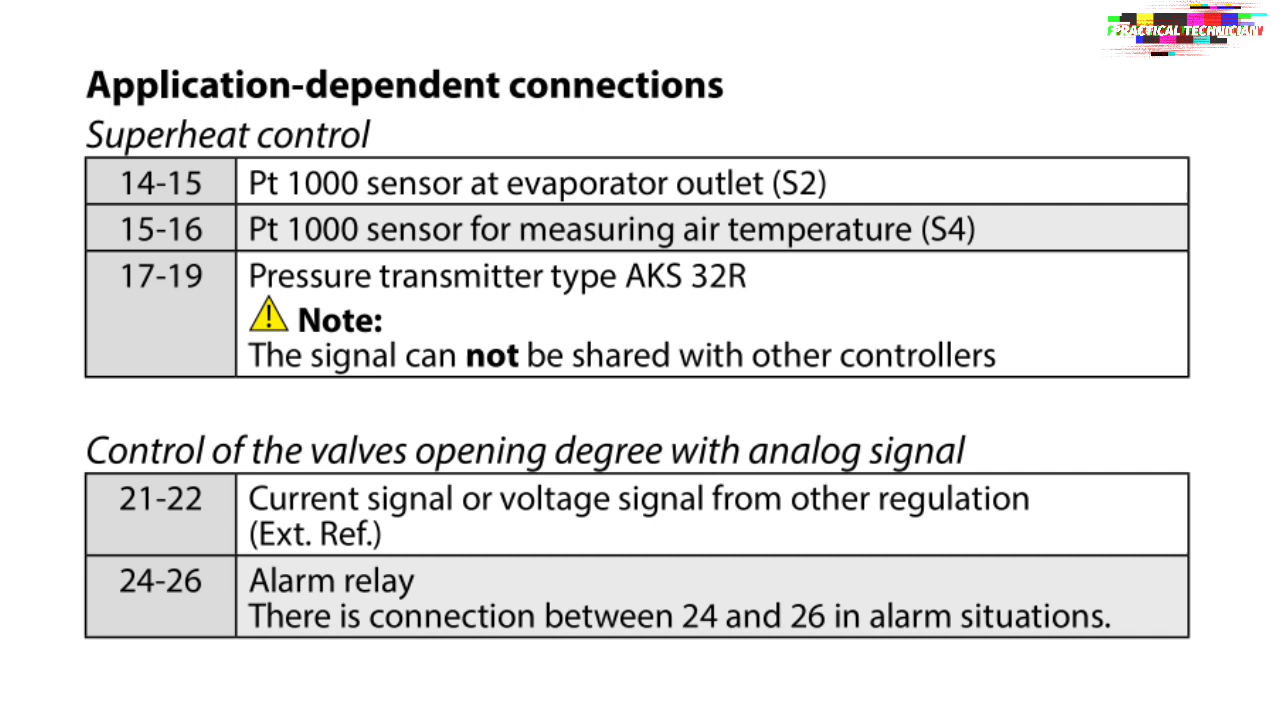 PRACTICAL TECHNICIAN
Application-dependent connections
Superheat control
14-15 Pt 1000 sensor at evaporator outlet (S2)
15-16 Pt 1000 sensor for measuring air temperature (S4)
17-19 Pressure transmitter type AKS 32R
Note:
The signal can not be shared with other controllers
Control of the valves opening degree with analog signal
21-22 Current signal or voltage signal from other regulation
(Ext. Ref.)
24-26 Alarm relay
There is connection between 24 and 26 in alarm situations.